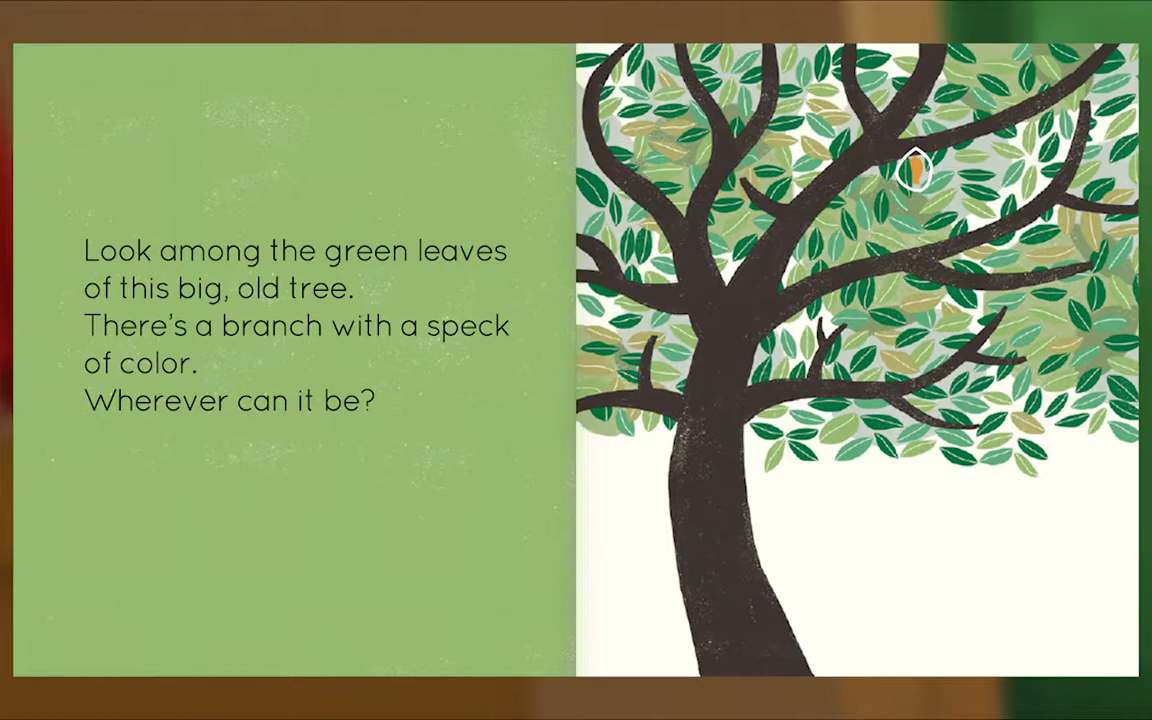 Look among the green leaves
of this big, old tree.
There's a branch with a speck
of color.
Wherever can it be?